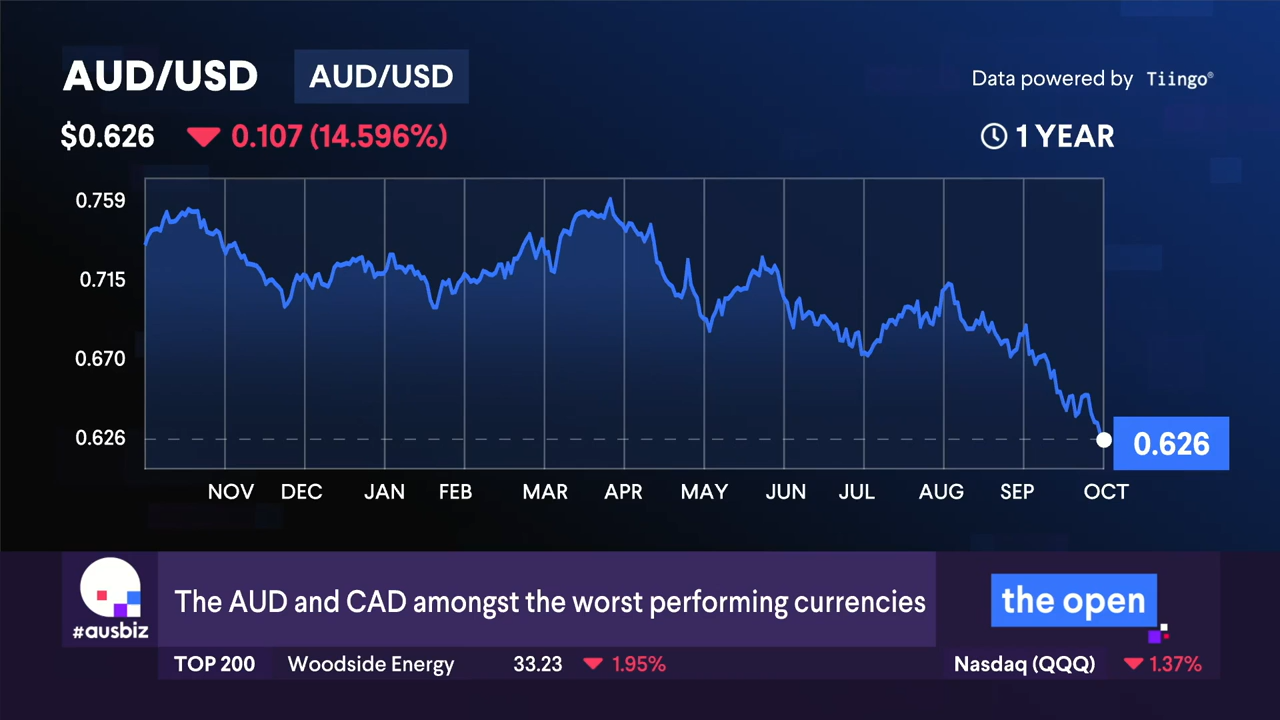 AUD/USD AUD/USD
Data powered by Tiingo®
$0.626 0.107 (14.596%)
1 YEAR
0.759
0.715
0.670
0.626
0.626
NOV DEC JAN FEB MAR APR MAY JUN JUL AUG SEP OCT
The AUD and CAD amongst the worst performing currencies
the open
#ausbiz
TOP 200 Woodside Energy 33.23 1.95% Nasdaq (QQQ) 1.37%